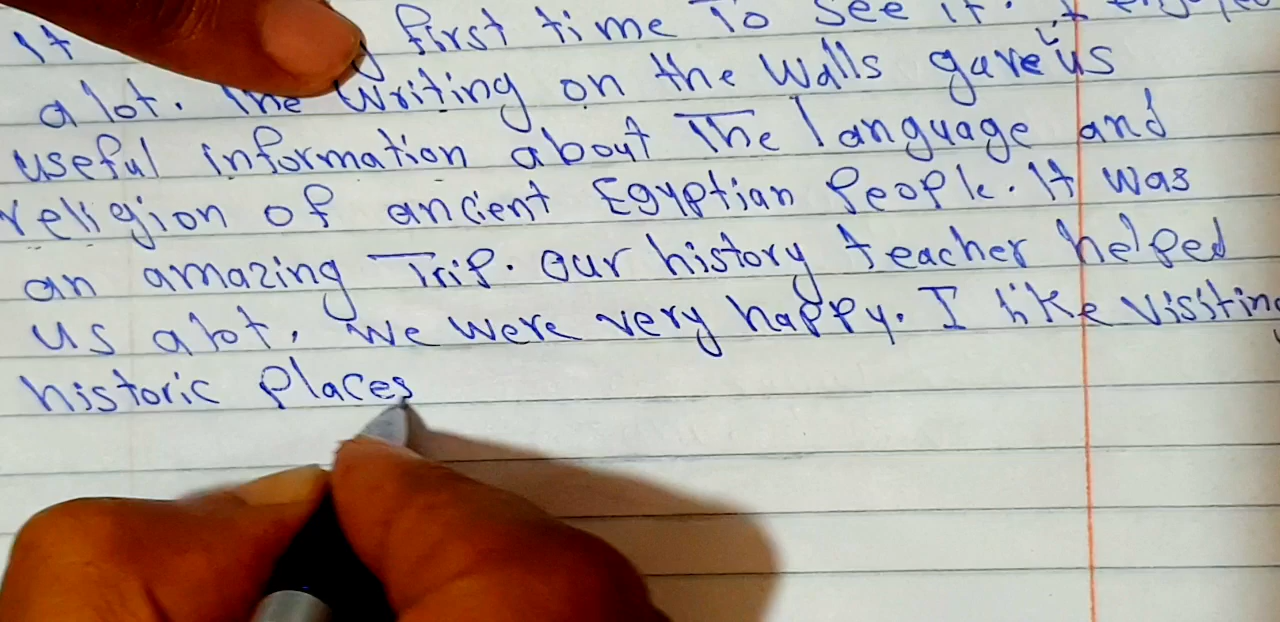 It first time To see it. I
a lot. The writing on the walls gave us
useful information about The language and
religion of ancient Egyptian People. It was
an amazing Trip. Our history teacher helped
us a lot. We were very happy. I like visitin
historic Places